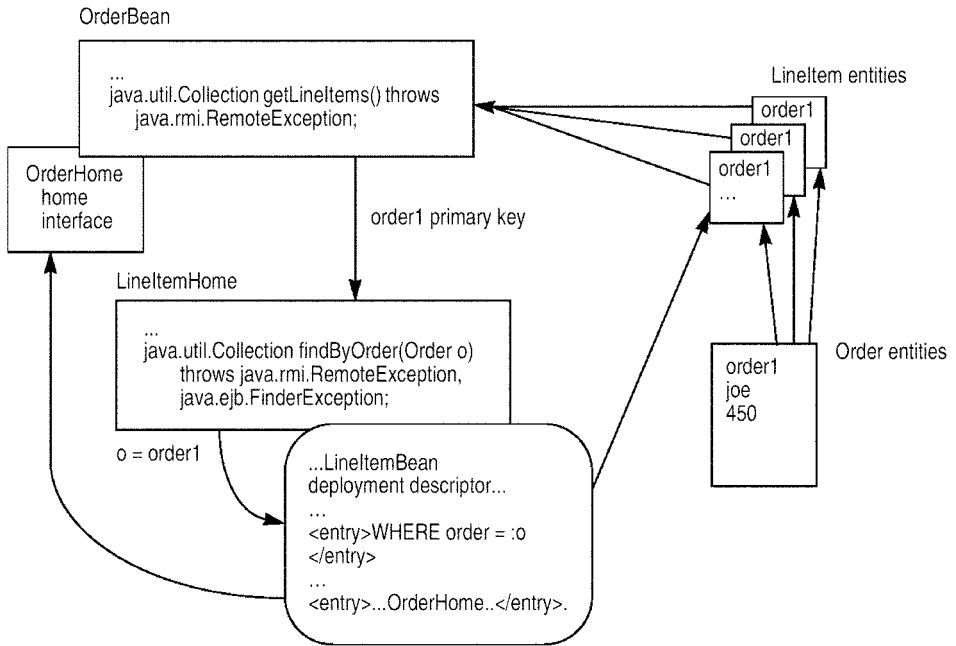 OrderBean
...
java.util.Collection getLineItems() throws
java.rmi.RemoteException;
LineItem entities
order1
order1
order1
...
OrderHome
home
interface
order1 primary key
LineItemHome
...
java.util.Collection findByOrder(Order o)
throws java.rmi.RemoteException,
java.ejb.FinderException;
Order entities
order1
joe
450
o = order1
...LineItemBean
deployment descriptor...
...
<entry>WHERE order = :o
</entry>
...
<entry>...OrderHome..</entry>.